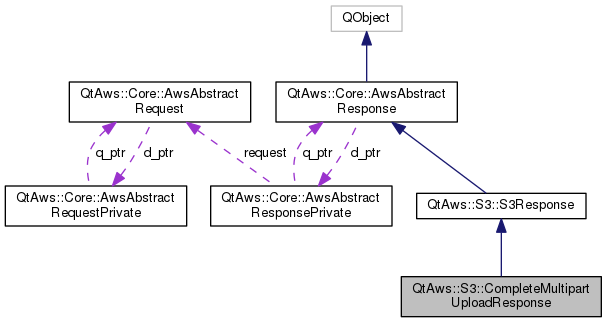 QObject
QtAws::Core::AwsAbstract
Request
QtAws::Core::AwsAbstract
Response
q_ptr
d_ptr
request
q_ptr
d_ptr
QtAws::Core::AwsAbstract
RequestPrivate
QtAws::Core::AwsAbstract
ResponsePrivate
QtAws::S3::S3Response
QtAws::S3::CompleteMultipart
UploadResponse